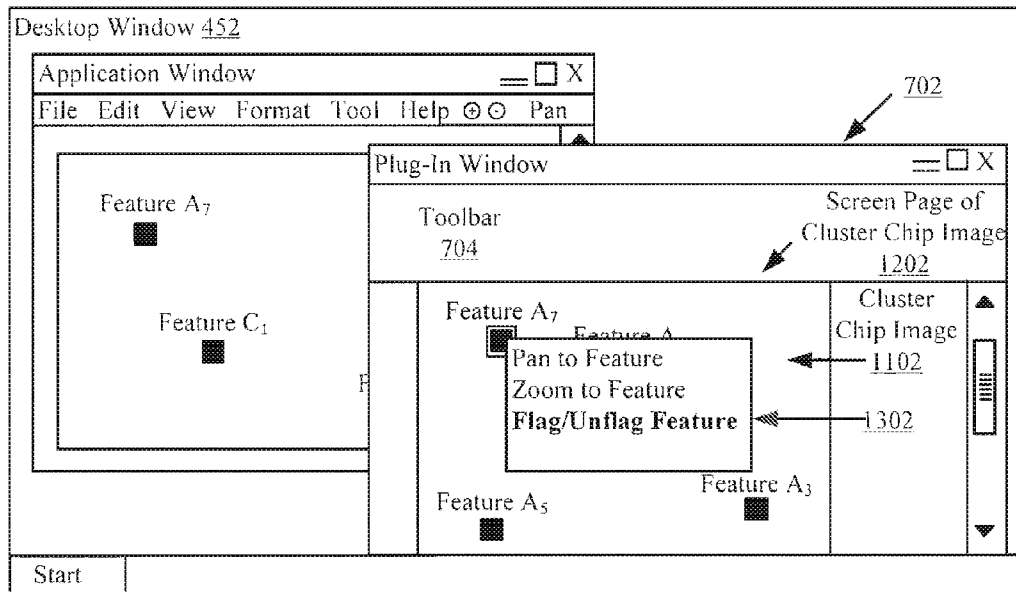 Desktop Window 452
Application Window X
File Edit View Format Tool Help Pan
702
Plug-In Window X
Feature A7
Toolbar
704
Screen Page of
Cluster Chip Image
1202
Feature C1
Feature A7
Feature A
Cluster
Chip Image
1102
Pan to Feature
Zoom to Feature
Flag/Unflag Feature
1302
Feature A5
Feature A3
Start